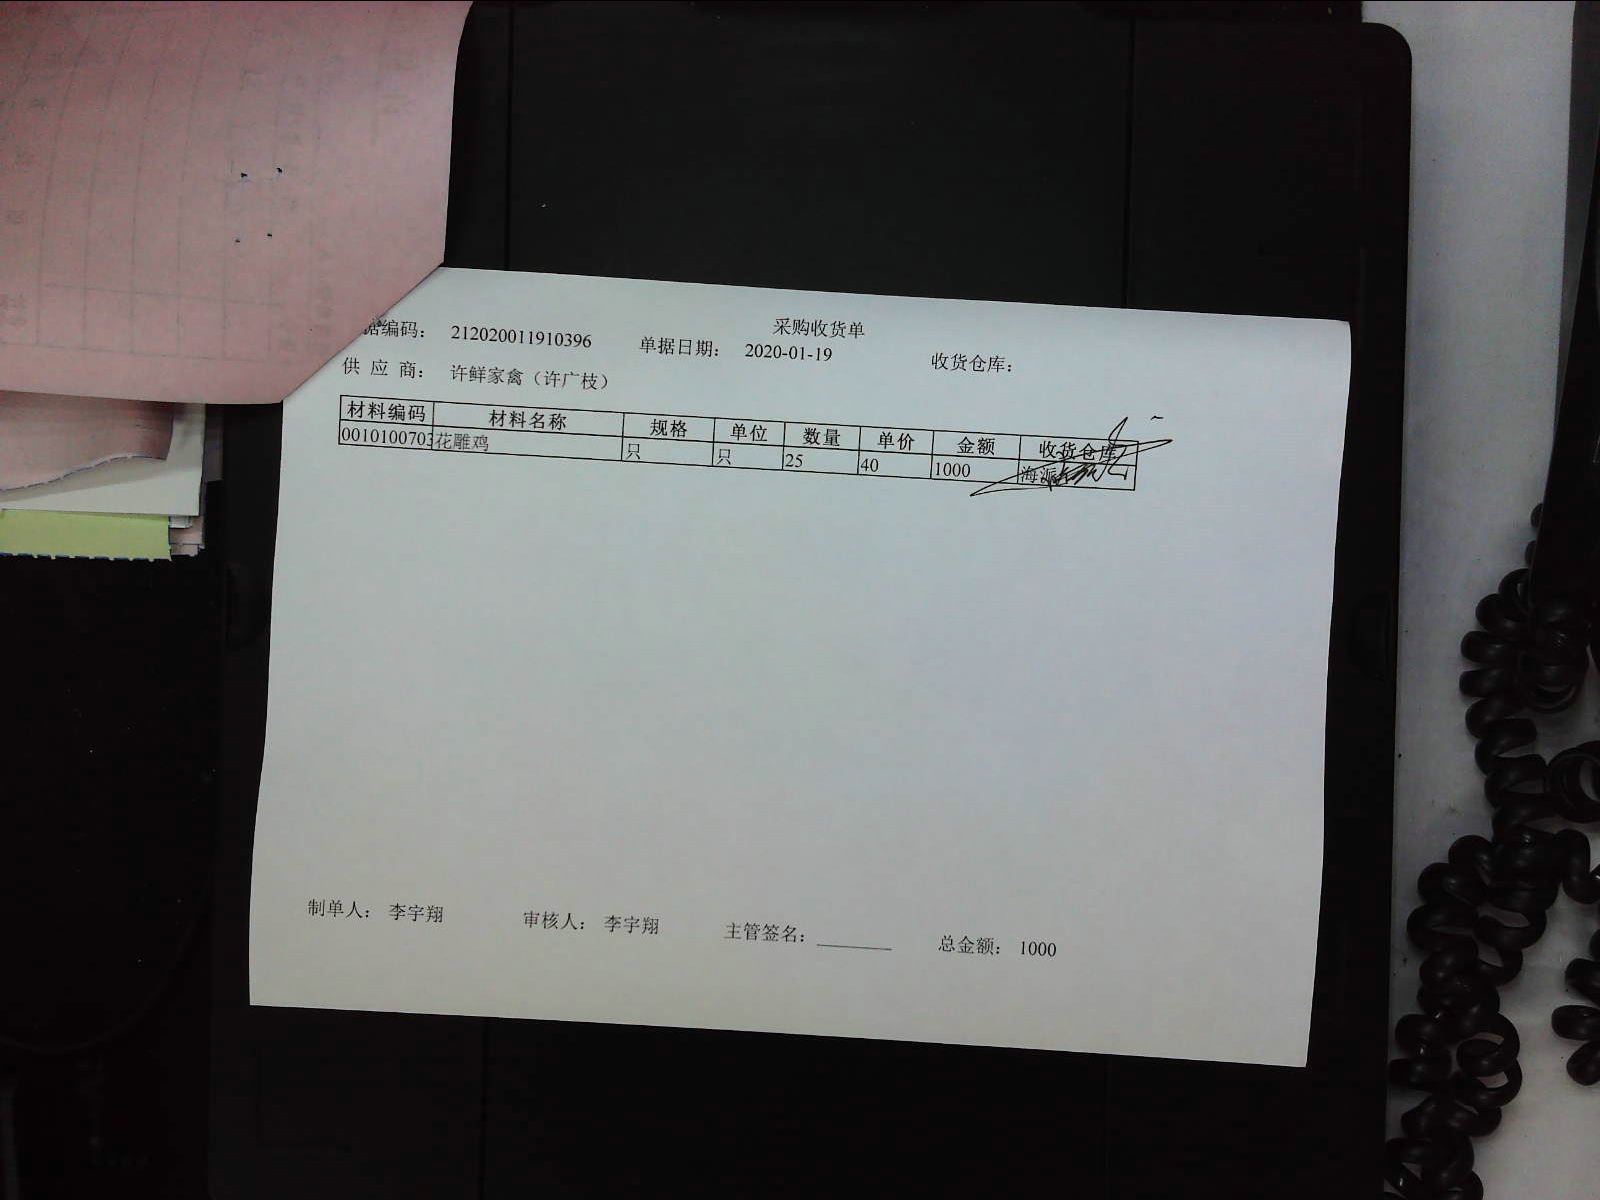 采购收货单
据编码： 212020011910396 单据日期： 2020-01-19 收货仓库：
供 应 商： 许鲜家禽（许广枝）
材料编码 材料名称 规格 单位 数量 单价 金额 收货仓库
0010100703 花雕鸡 只 只 25 40 1000 海派
制单人： 李宇翔 审核人： 李宇翔 主管签名： 总金额： 1000